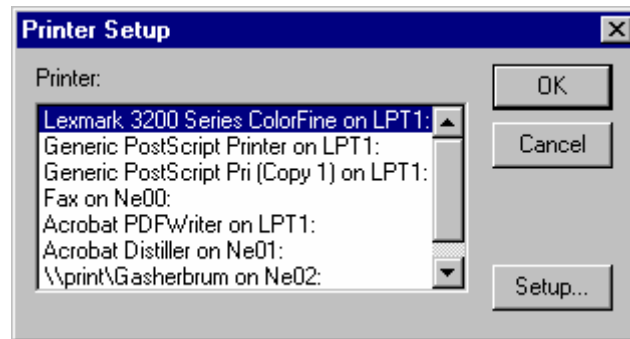 Printer Setup
Printer:
OK
Lexmark 3200 Series ColorFine on LPT1:
Generic PostScript Printer on LPT1:
Cancel
Generic PostScript Pri (Copy 1) on LPT1:
Fax on Ne00:
Acrobat PDFWriter on LPT1:
Acrobat Distiller on Ne01:
\\print\Gasherbrum on Ne02:
Setup...